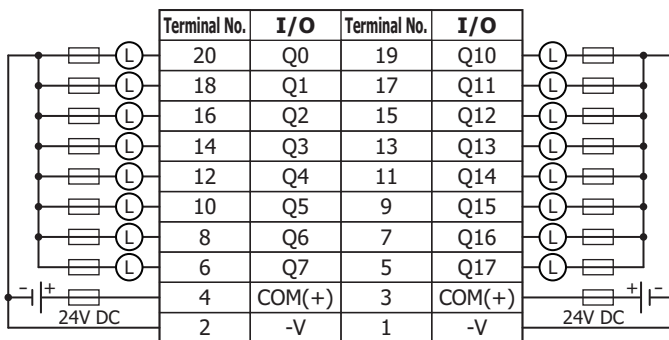 Terminal No. I/O Terminal No. I/O
L 20 Q0 19 Q10 L
L 18 Q1 17 Q11 L
L 16 Q2 15 Q12 L
L 14 Q3 13 Q13 L
L 12 Q4 11 Q14 L
L 10 Q5 9 Q15 L
L 8 Q6 7 Q16 L
L 6 Q7 5 Q17 L
- + 4 COM(+) 3 COM(+) + -
24V DC 2 -V 1 -V 24V DC